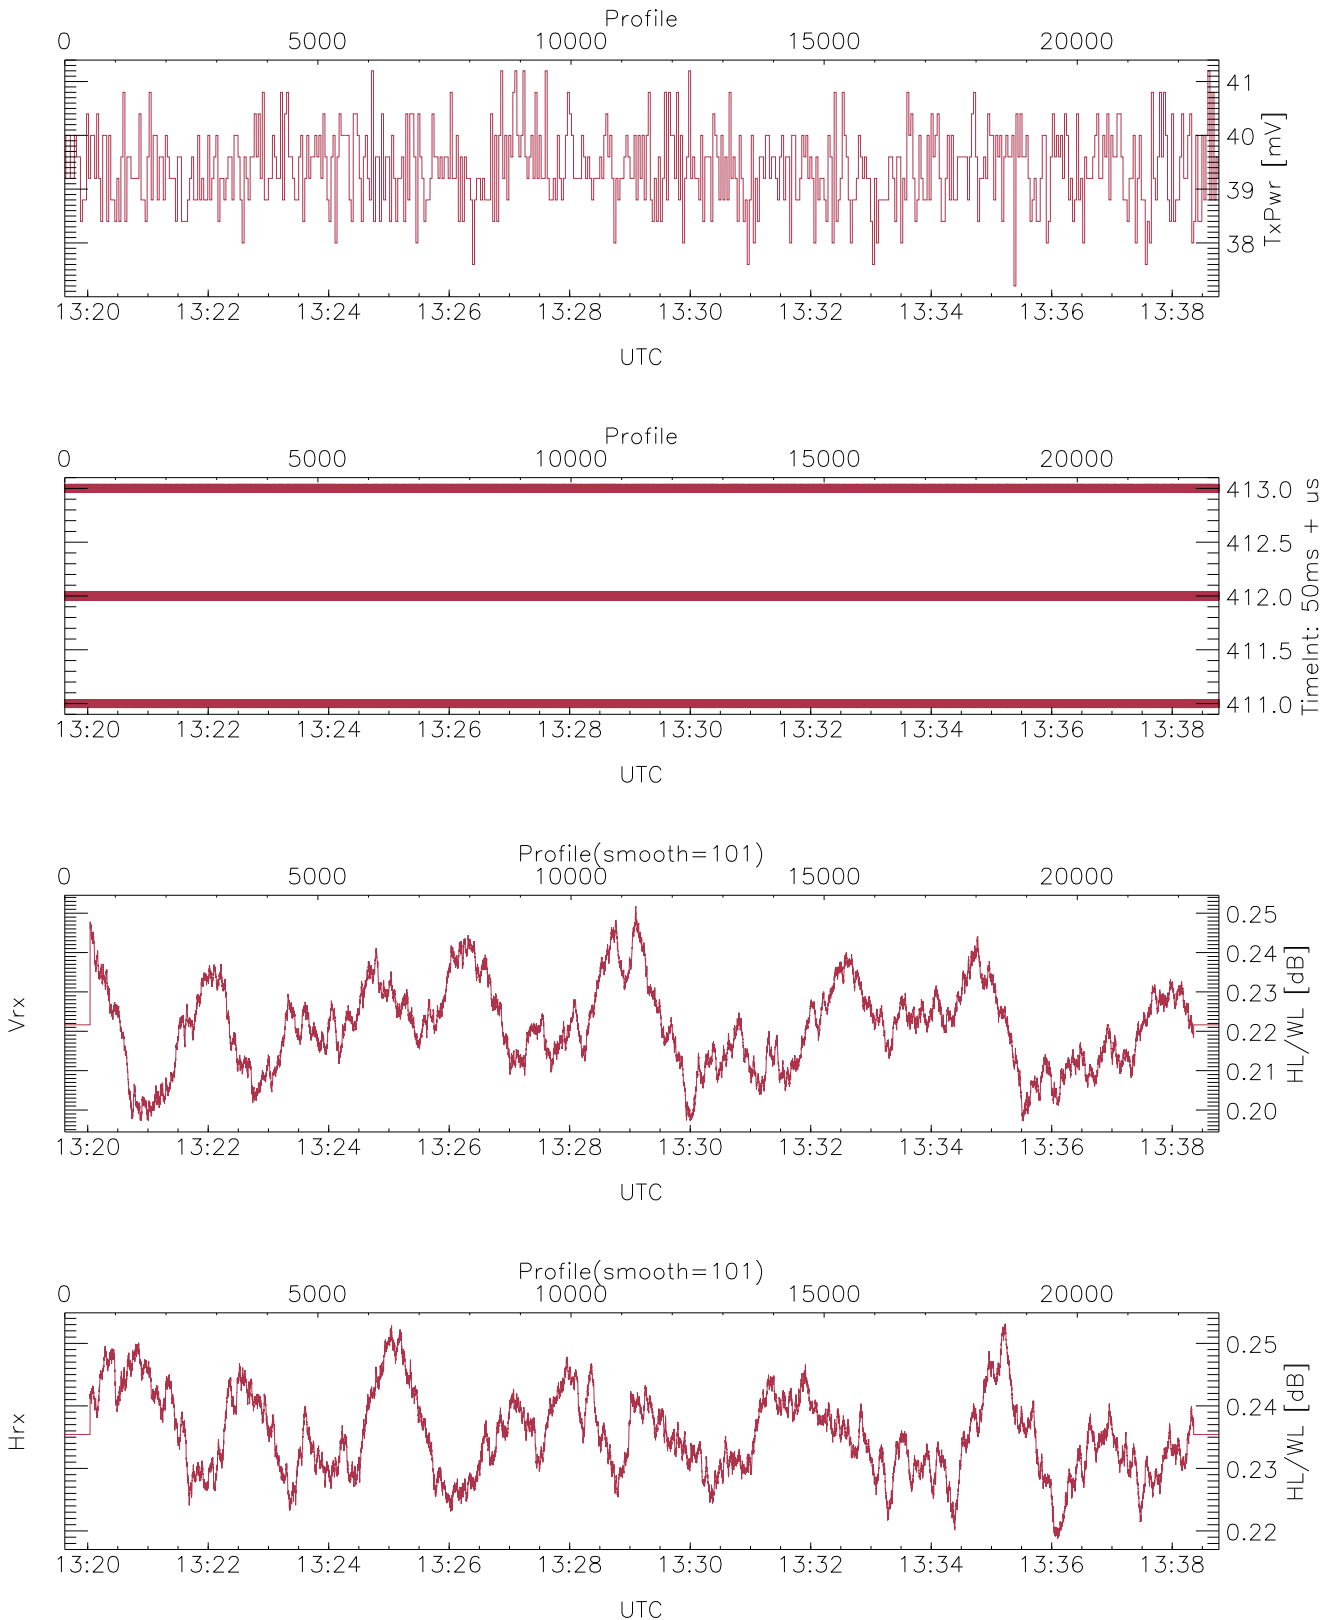 Profile
0 5000 10000 15000 20000
41
40
39
38
TxPwr [mV]
13:20 13:22 13:24 13:26 13:28 13:30 13:32 13:34 13:36 13:38
UTC
Profile
0 5000 10000 15000 20000
413.0
412.5
412.0
411.5
411.0
TimeInt: 50ms + us
13:20 13:22 13:24 13:26 13:28 13:30 13:32 13:34 13:36 13:38
UTC
Profile(smooth=101)
0 5000 10000 15000 20000
Vrx
0.25
0.24
0.23
0.22
0.21
0.20
HL/WL [dB]
13:20 13:22 13:24 13:26 13:28 13:30 13:32 13:34 13:36 13:38
UTC
Profile(smooth=101)
0 5000 10000 15000 20000
Hrx
0.25
0.24
0.23
0.22
HL/WL [dB]
13:20 13:22 13:24 13:26 13:28 13:30 13:32 13:34 13:36 13:38
UTC